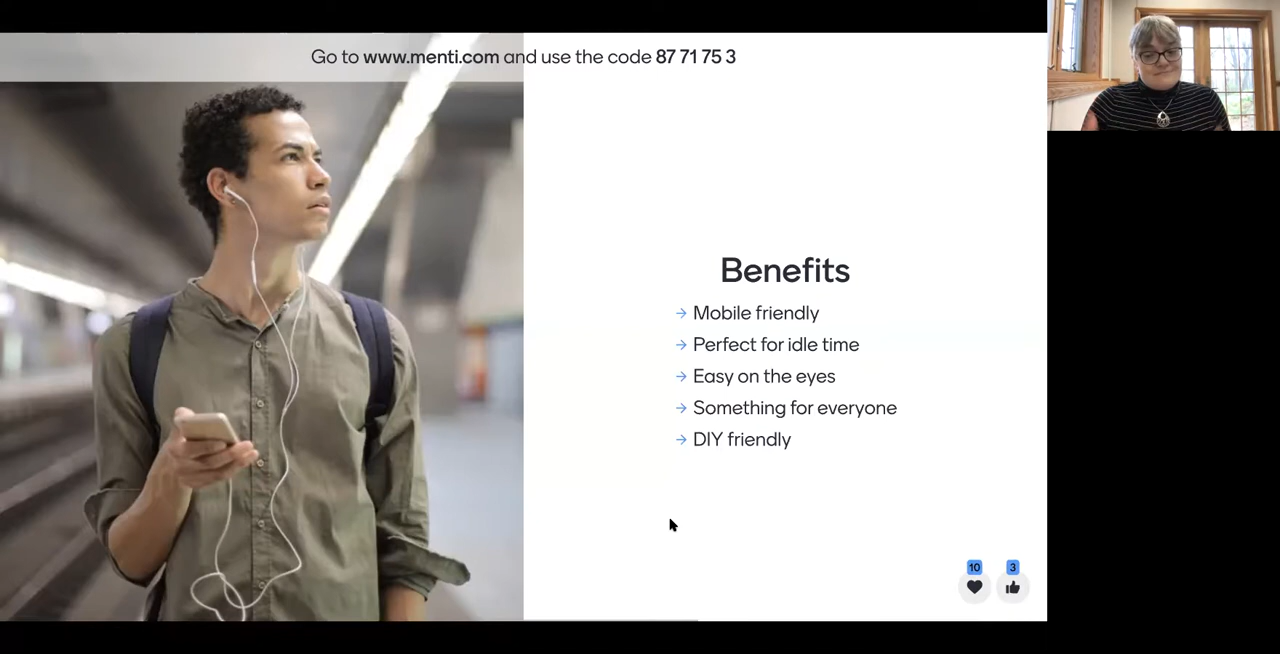 Go to www.menti.com and use the code 87 71 75 3
Benefits
→ Mobile friendly
→ Perfect for idle time
→ Easy on the eyes
→ Something for everyone
→ DIY friendly
10 3